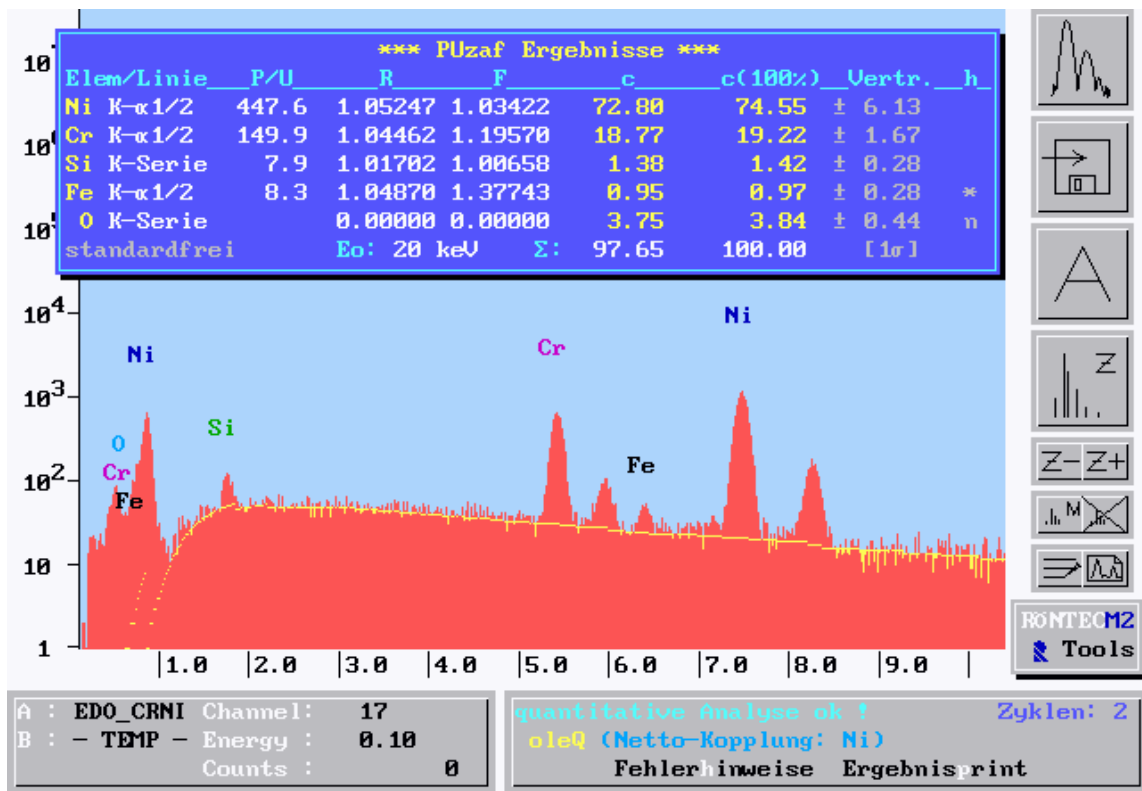 *** PUzaf Ergebnisse ***
Elem/Linie P/U R F c c(100%) Vertr. h
Ni K-α1/2 447.6 1.05247 1.03422 72.80 74.55 ± 6.13
Cr K-α1/2 149.9 1.04462 1.19570 18.77 19.22 ± 1.67
Si K-Serie 7.9 1.01702 1.00658 1.38 1.42 ± 0.28
Fe K-α1/2 8.3 1.04870 1.37743 0.95 0.97 ± 0.28 *
O K-Serie 0.00000 0.00000 3.75 3.84 ± 0.44 n
standardfrei Eo: 20 keV Σ: 97.65 100.00 [1σ]
10⁴
10³
10²
10
1
Ni
Cr
Ni
Si
O
Cr
Fe
Fe
1.0 2.0 3.0 4.0 5.0 6.0 7.0 8.0 9.0
A
Z
Z- Z+
M
RÖNTEC M2
Tools
A : EDO_CRNI Channel: 17
B : - TEMP - Energy : 0.10
Counts : 0
quantitative Analyse ok ! Zyklen: 2
oleQ (Netto-Kopplung: Ni)
Fehlerhinweise Ergebnisprint